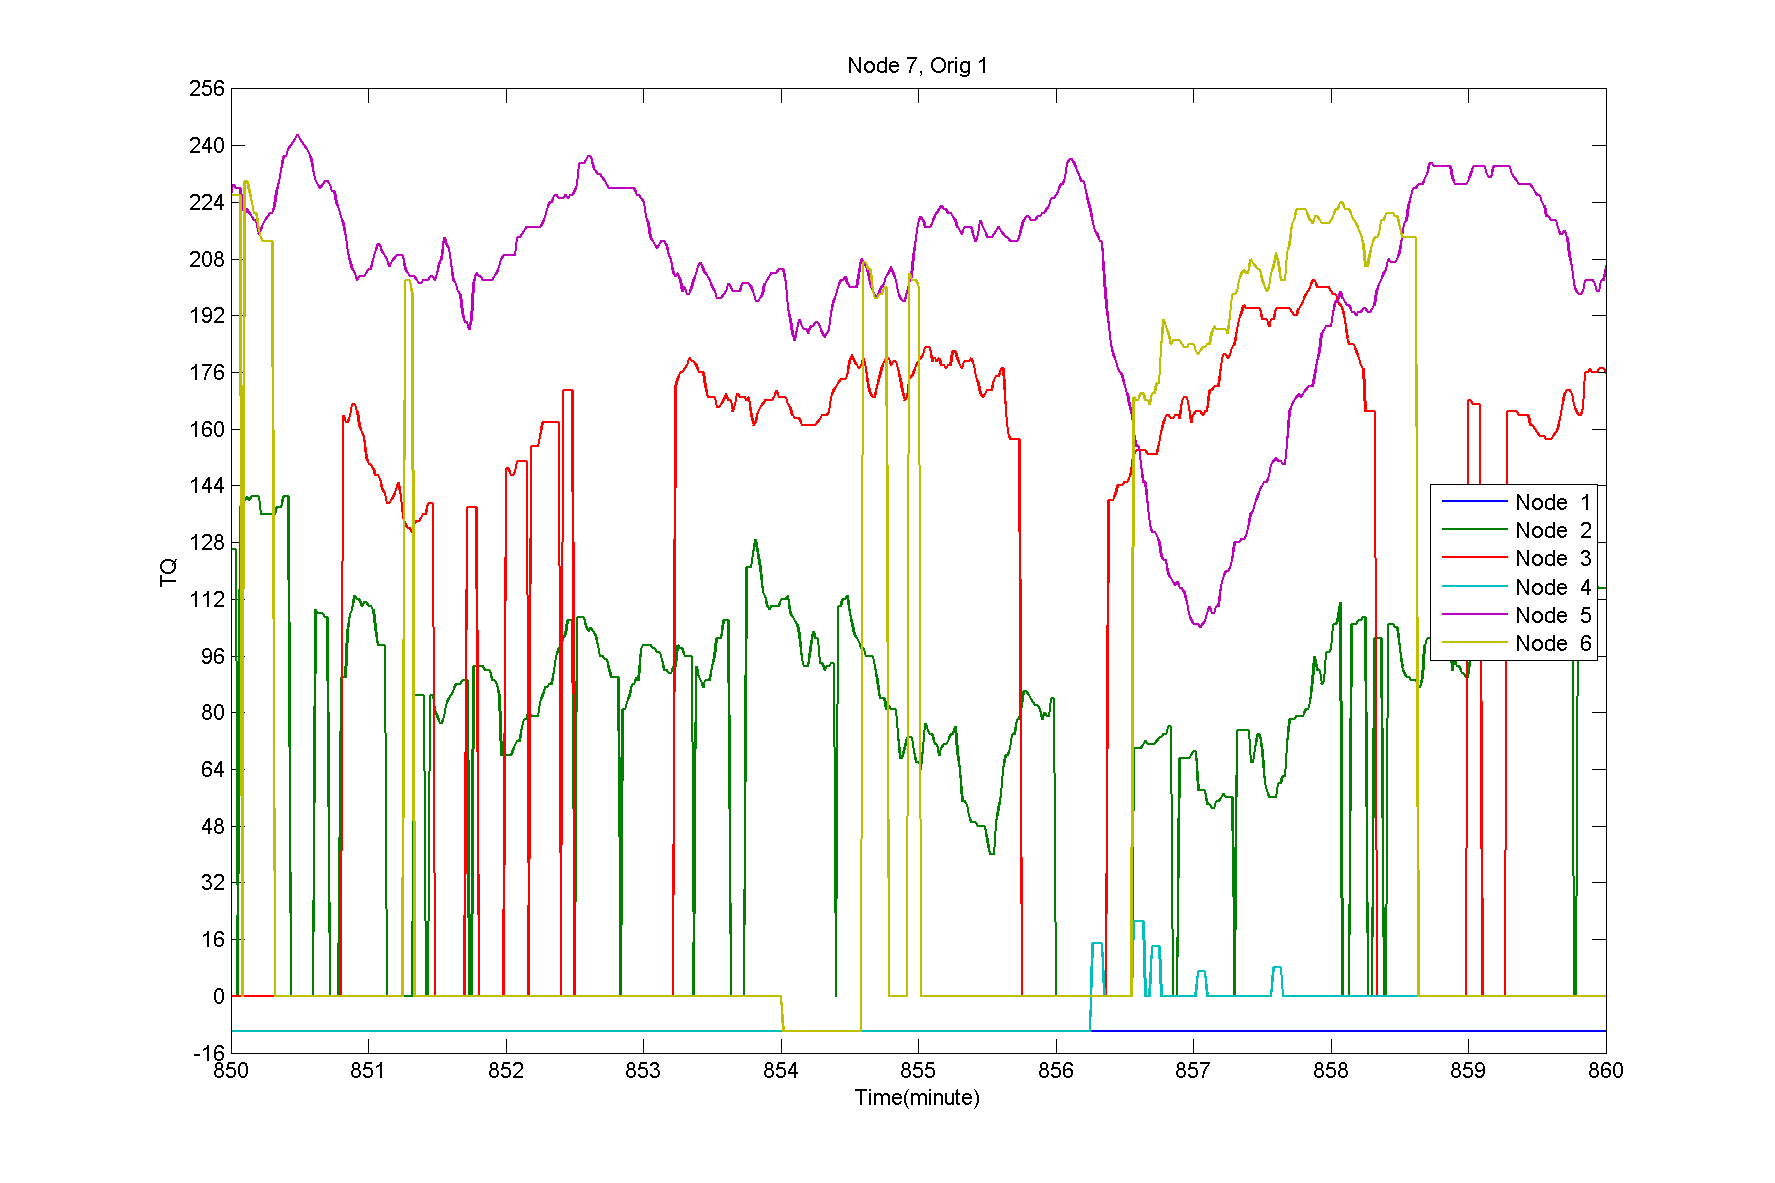 Node 7, Orig 1
256
240
224
208
192
176
160
144
128
112
96
80
64
48
32
16
0
-16
TQ
850 851 852 853 854 855 856 857 858 859 860
Time(minute)
Node 1
Node 2
Node 3
Node 4
Node 5
Node 6